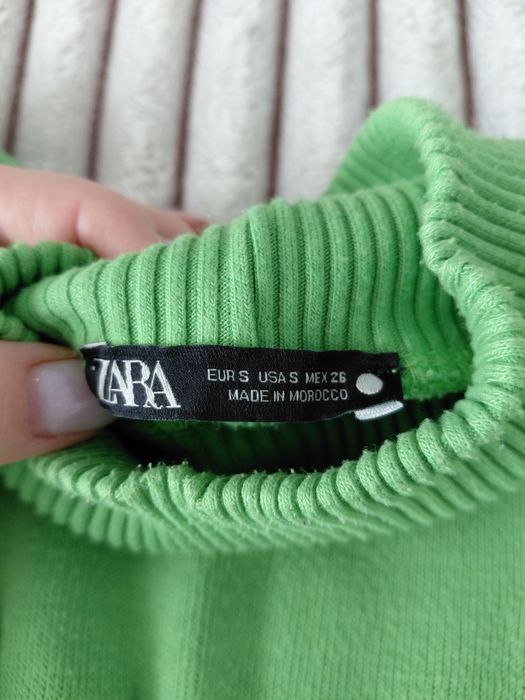 ZARA
EUR S USA S MEX 26
MADE IN MOROCCO